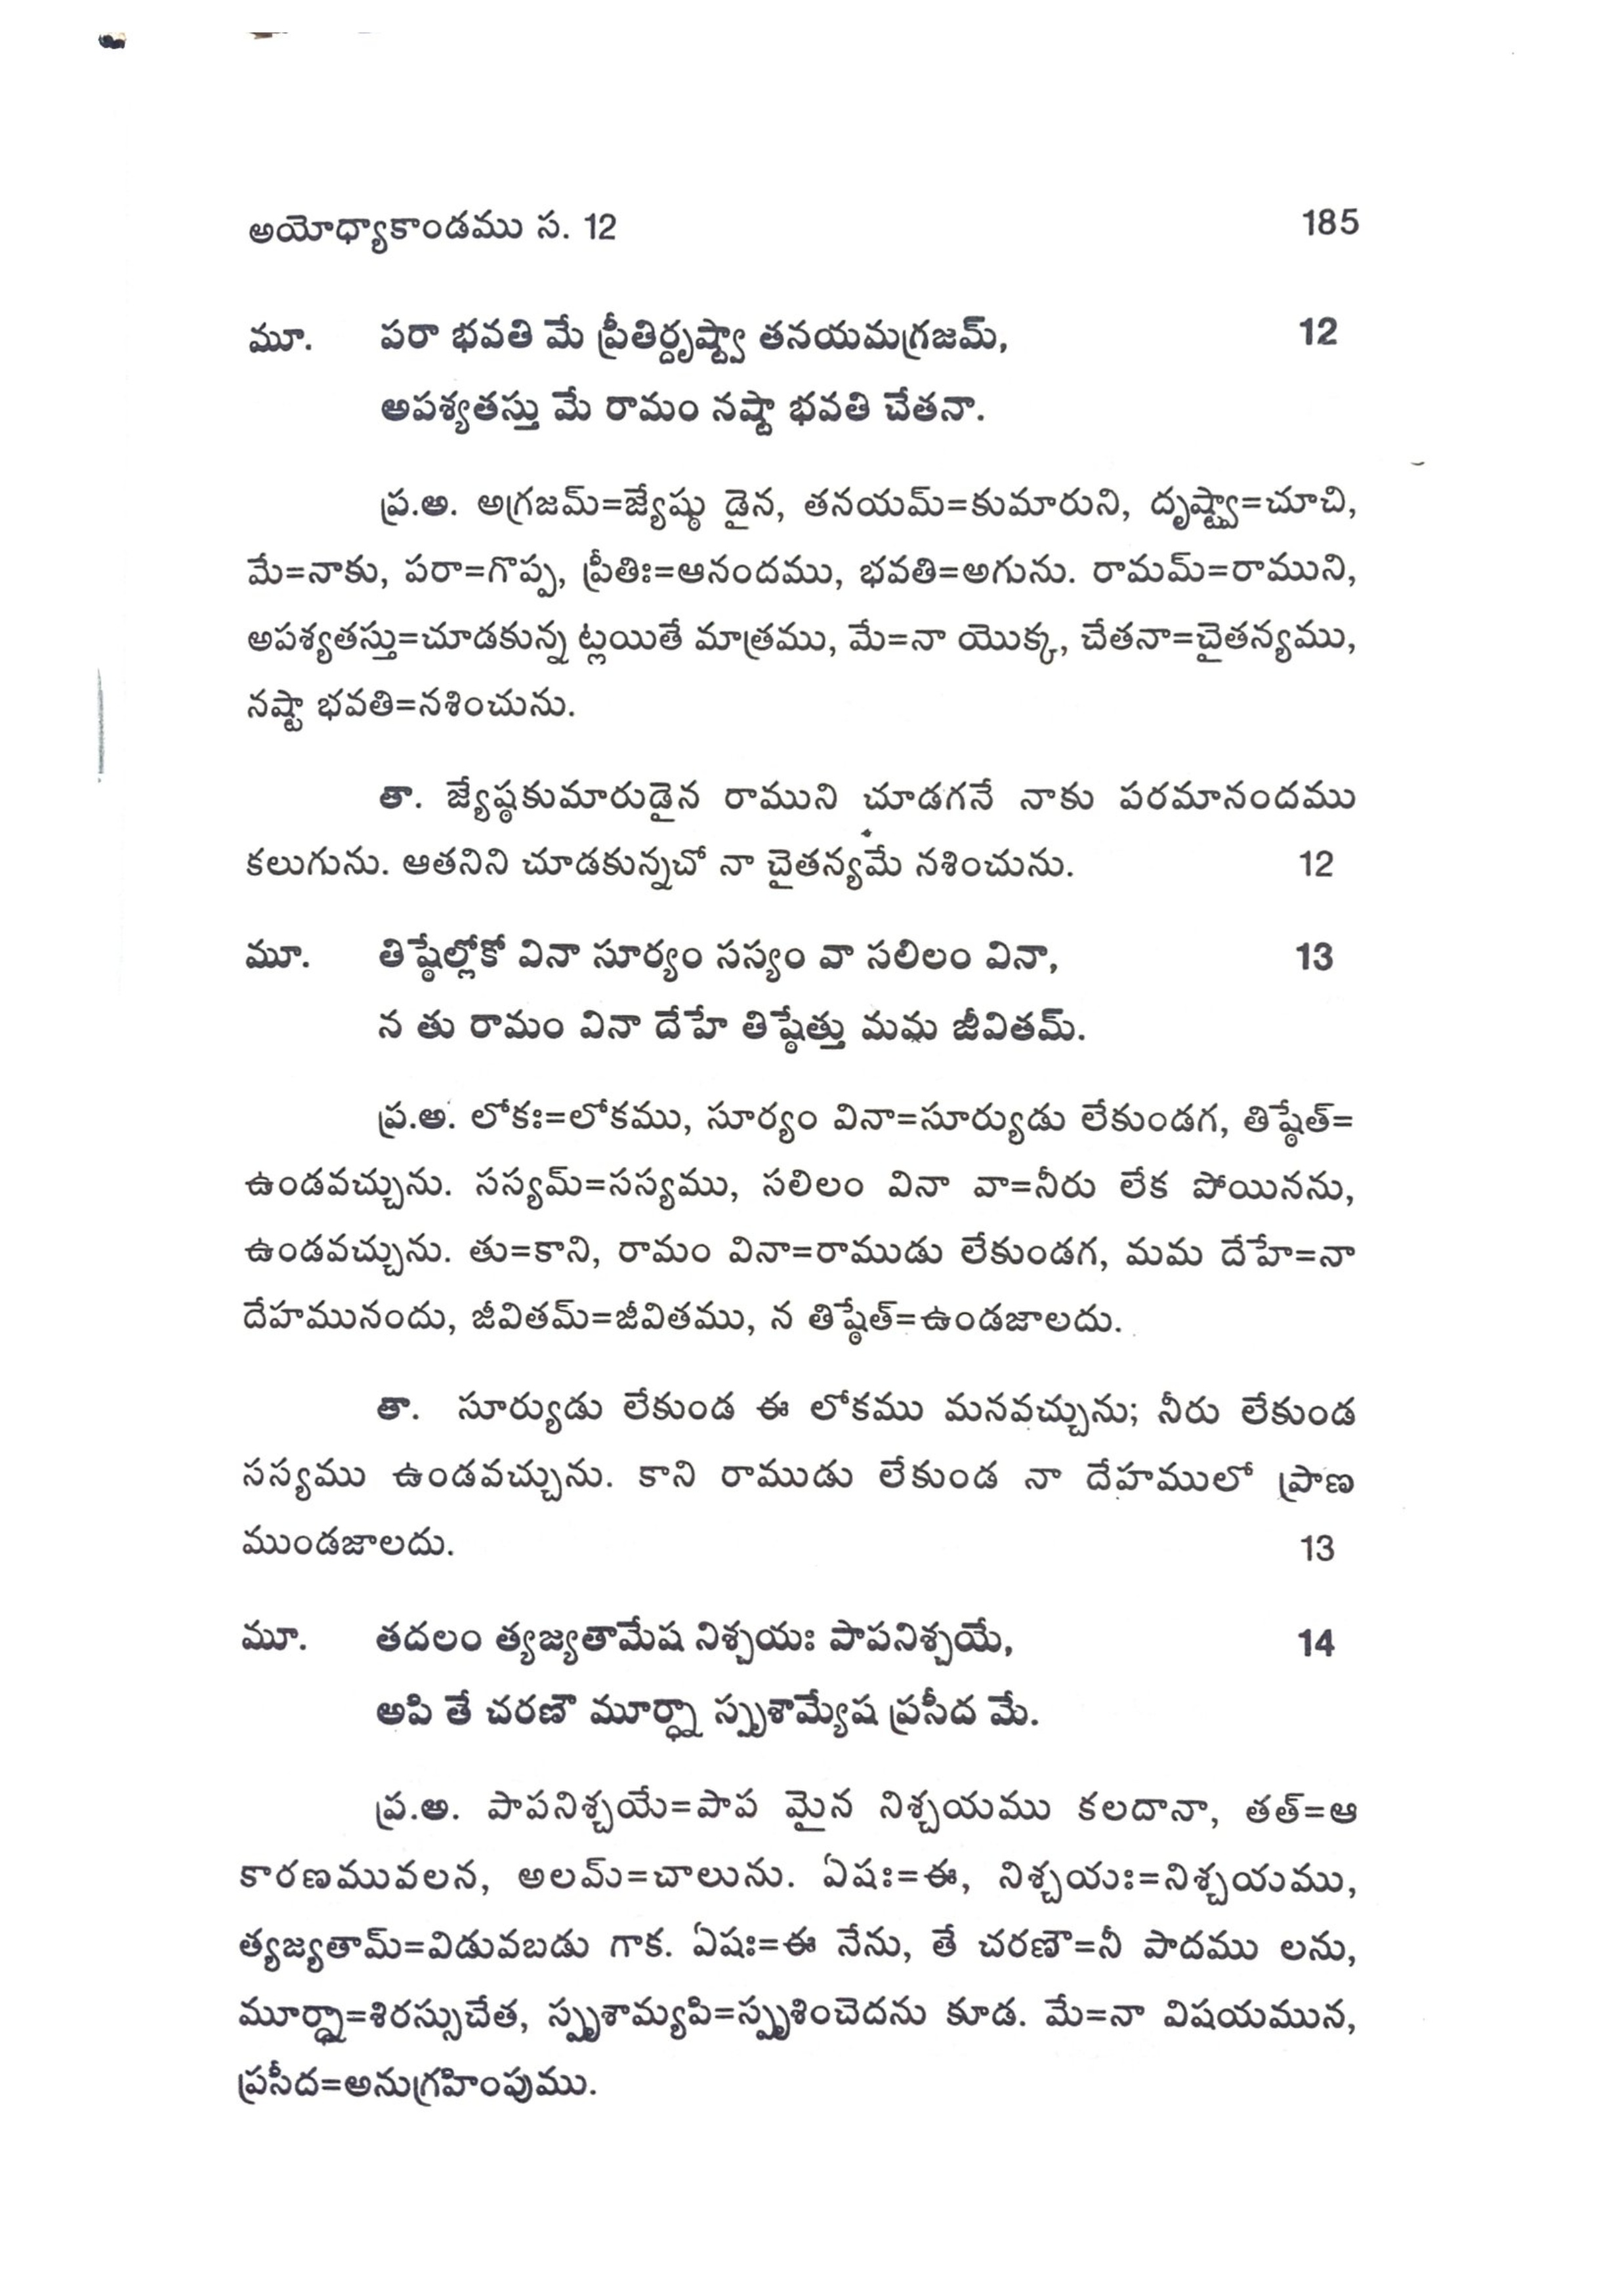 అయోధ్యాకాండము స. 12 185
మూ. పరా భవతి మే ప్రీతిర్దృష్ట్వా తనయమగ్రజమ్, 12
అపశ్యతస్తు మే రామం నష్టా భవతి చేతనా.
ప్ర.అ. అగ్రజమ్=జ్యేష్ఠు డైన, తనయమ్=కుమారుని, దృష్ట్వా=చూచి,
మే=నాకు, పరా=గొప్ప, ప్రీతిః=ఆనందము, భవతి=అగును. రామమ్=రాముని,
అపశ్యతస్తు=చూడకున్న ట్లయితే మాత్రము, మే=నా యొక్క, చేతనా=చైతన్యము,
నష్టా భవతి=నశించును.
తా. జ్యేష్ఠకుమారుడైన రాముని చూడగనే నాకు పరమానందము
కలుగును. ఆతనిని చూడకున్నచో నా చైతన్యమే నశించును. 12
మూ. తిష్ఠేల్లోకో వినా సూర్యం సస్యం వా సలిలం వినా, 13
న తు రామం వినా దేహే తిష్ఠేత్తు మమ జీవితమ్.
ప్ర.అ. లోకః=లోకము, సూర్యం వినా=సూర్యుడు లేకుండగ, తిష్ఠేత్=
ఉండవచ్చును. సస్యమ్=సస్యము, సలిలం వినా వా=నీరు లేక పోయినను,
ఉండవచ్చును. తు=కాని, రామం వినా=రాముడు లేకుండగ, మమ దేహే=నా
దేహమునందు, జీవితమ్=జీవితము, న తిష్ఠేత్=ఉండజాలదు.
తా. సూర్యుడు లేకుండ ఈ లోకము మనవచ్చును; నీరు లేకుండ
సస్యము ఉండవచ్చును. కాని రాముడు లేకుండ నా దేహములో ప్రాణ
ముండజాలదు. 13
మూ. తదలం త్యజ్యతామేష నిశ్చయః పాపనిశ్చయే, 14
అపి తే చరణౌ మూర్ధ్నా స్పృశామ్యేష ప్రసీద మే.
ప్ర.అ. పాపనిశ్చయే=పాప మైన నిశ్చయము కలదానా, తత్=ఆ
కారణమువలన, అలమ్=చాలును. ఏషః=ఈ, నిశ్చయః=నిశ్చయము,
త్యజ్యతామ్=విడువబడు గాక. ఏషః=ఈ నేను, తే చరణౌ=నీ పాదము లను,
మూర్ధ్నా=శిరస్సుచేత, స్పృశామ్యపి=స్పృశించెదను కూడ. మే=నా విషయమున,
ప్రసీద=అనుగ్రహింపుము.